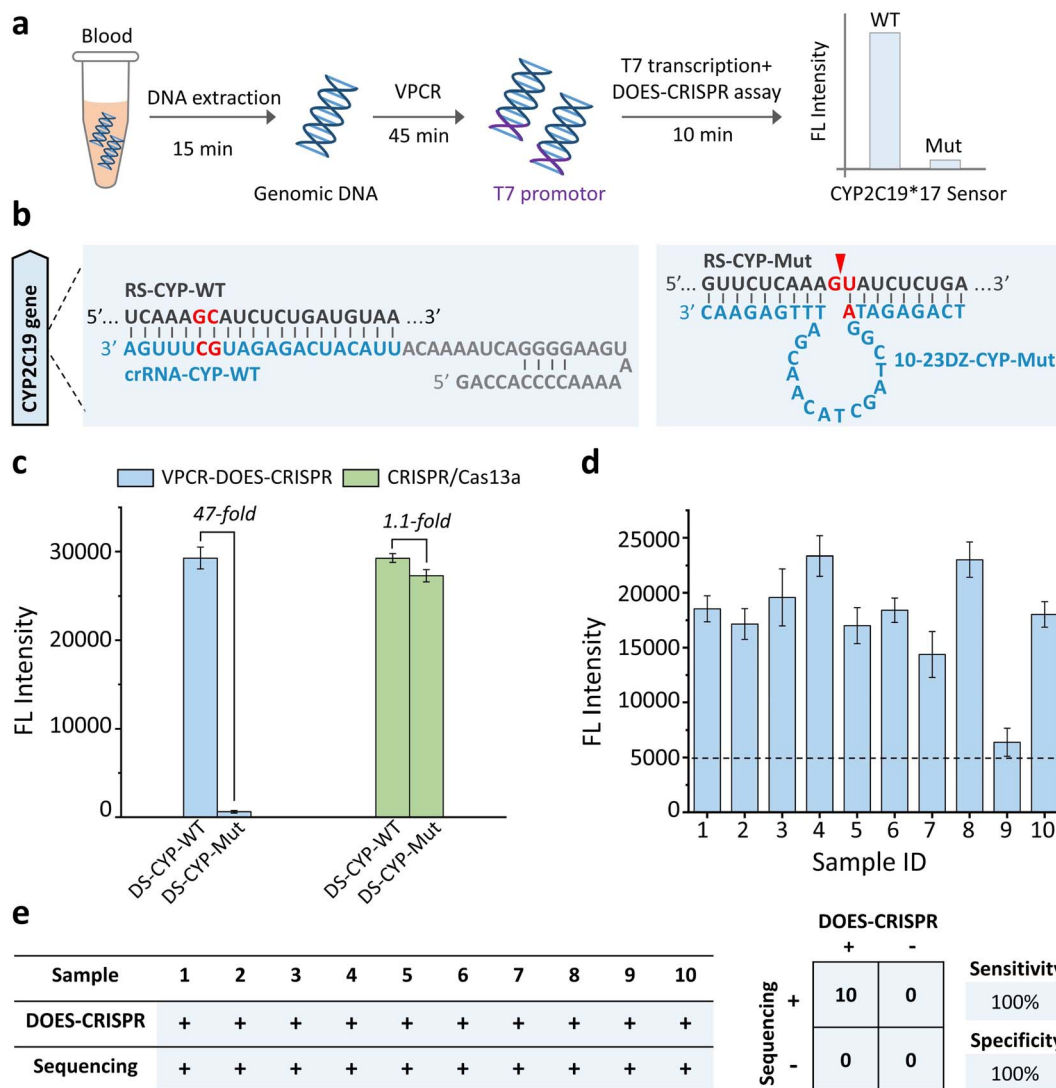 a
Blood
DNA extraction
15 min
Genomic DNA
VPCR
45 min
T7 promotor
T7 transcription+
DOES-CRISPR assay
10 min
FL Intensity
WT
Mut
CYP2C19*17 Sensor
b
CYP2C19 gene
RS-CYP-WT
5’... UCAAAGCAUCUCUGAUGUAA ...3’
3’ AGUUUCGUAGAGACUACAUUACAAAAUCAGGGGAAGU
A
5’ GACCACCCCAAAA
crRNA-CYP-WT
RS-CYP-Mut
5’... GUUCUCAAAGUAUCUCUGA ...3’
3’ CAAGAGTTT ATAGAGACT
AGCAACATCGATCGG
10-23DZ-CYP-Mut
c
VPCR-DOES-CRISPR
CRISPR/Cas13a
47-fold
1.1-fold
FL Intensity
30000
20000
10000
0
DS-CYP-WT
DS-CYP-Mut
DS-CYP-WT
DS-CYP-Mut
d
FL Intensity
25000
20000
15000
10000
5000
0
1 2 3 4 5 6 7 8 9 10
Sample ID
e
Sample 1 2 3 4 5 6 7 8 9 10
DOES-CRISPR + + + + + + + + + +
Sequencing + + + + + + + + + +
DOES-CRISPR
+ -
Sequencing
+ 10 0
- 0 0
Sensitivity
100%
Specificity
100%